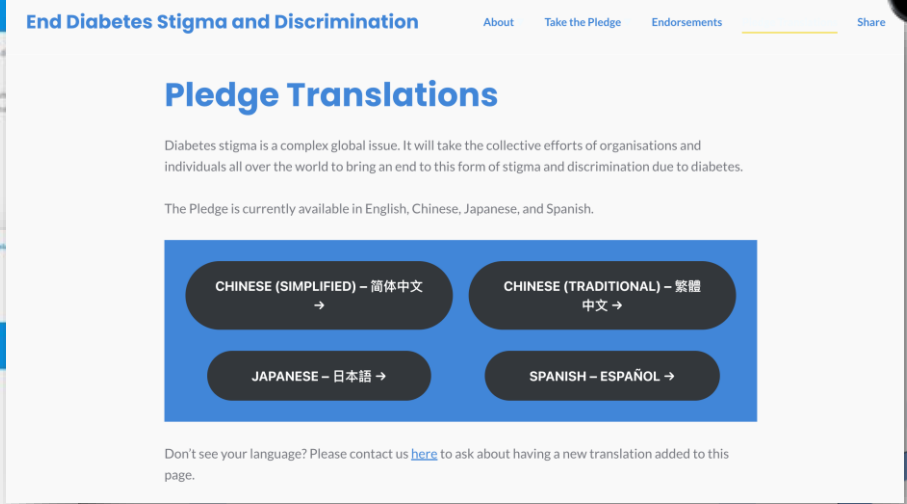 End Diabetes Stigma and Discrimination
About
Take the Pledge
Endorsements
Share
Pledge Translations
Diabetes stigma is a complex global issue. It will take the collective efforts of organisations and
individuals all over the world to bring an end to this form of stigma and discrimination due to diabetes.
The Pledge is currently available in English, Chinese, Japanese, and Spanish.
CHINESE (SIMPLIFIED) – 简体中文
→
CHINESE (TRADITIONAL) – 繁體
中文 →
JAPANESE – 日本語 →
SPANISH – ESPAÑOL →
Don't see your language? Please contact us here to ask about having a new translation added to this
page.